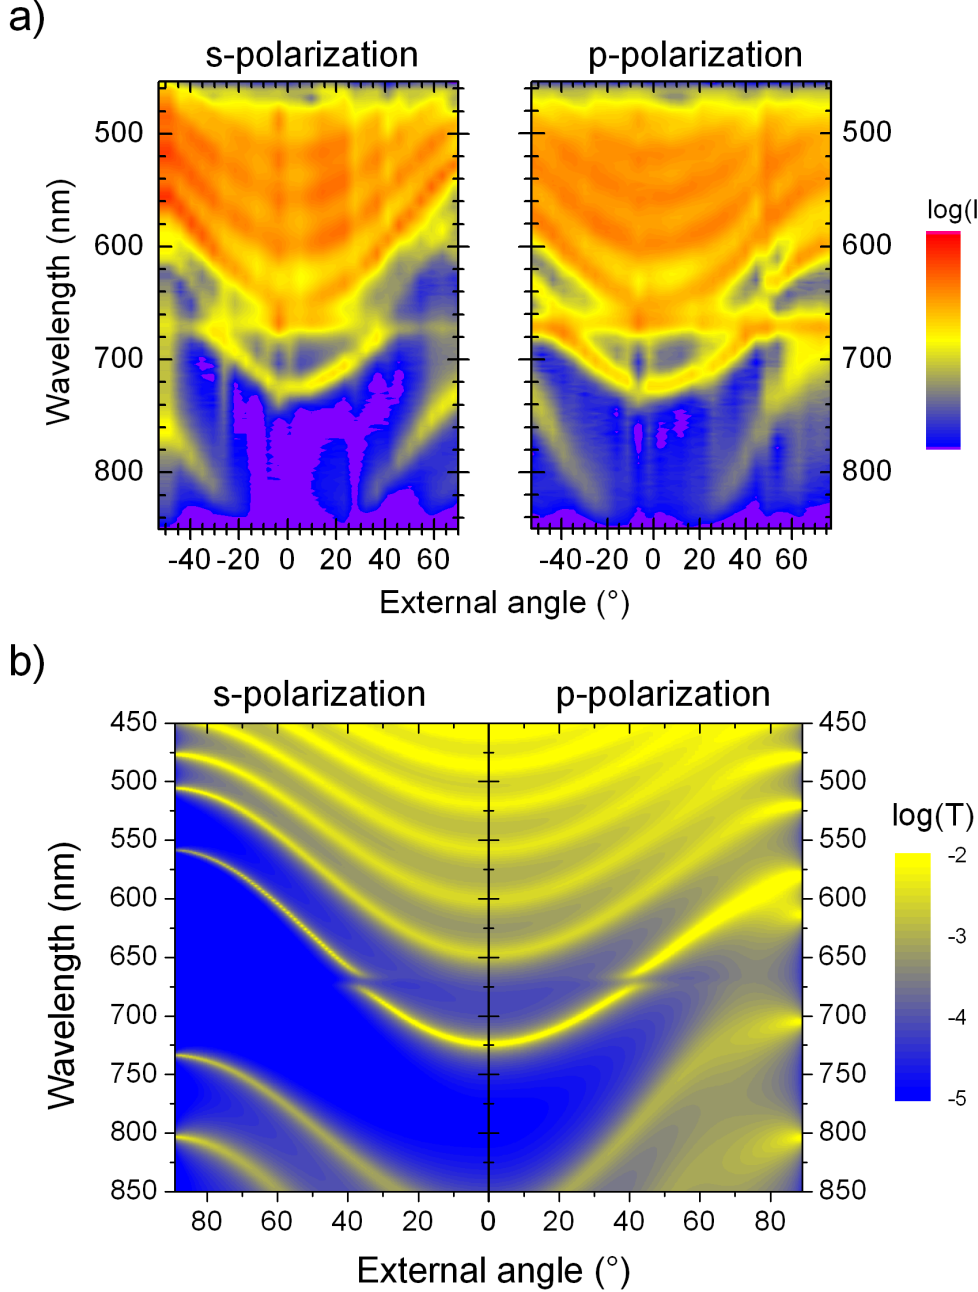 a)
s-polarization p-polarization
500 500
600 600
700 700
800 800
Wavelength (nm)
log(I
-40 -20 0 20 40 60 -40 -20 0 20 40 60
External angle (°)
b)
s-polarization p-polarization
450 450
500 500
550 550
600 600
650 650
700 700
750 750
800 800
850 850
Wavelength (nm)
log(T)
-2
-3
-4
-5
80 60 40 20 0 20 40 60 80
External angle (°)